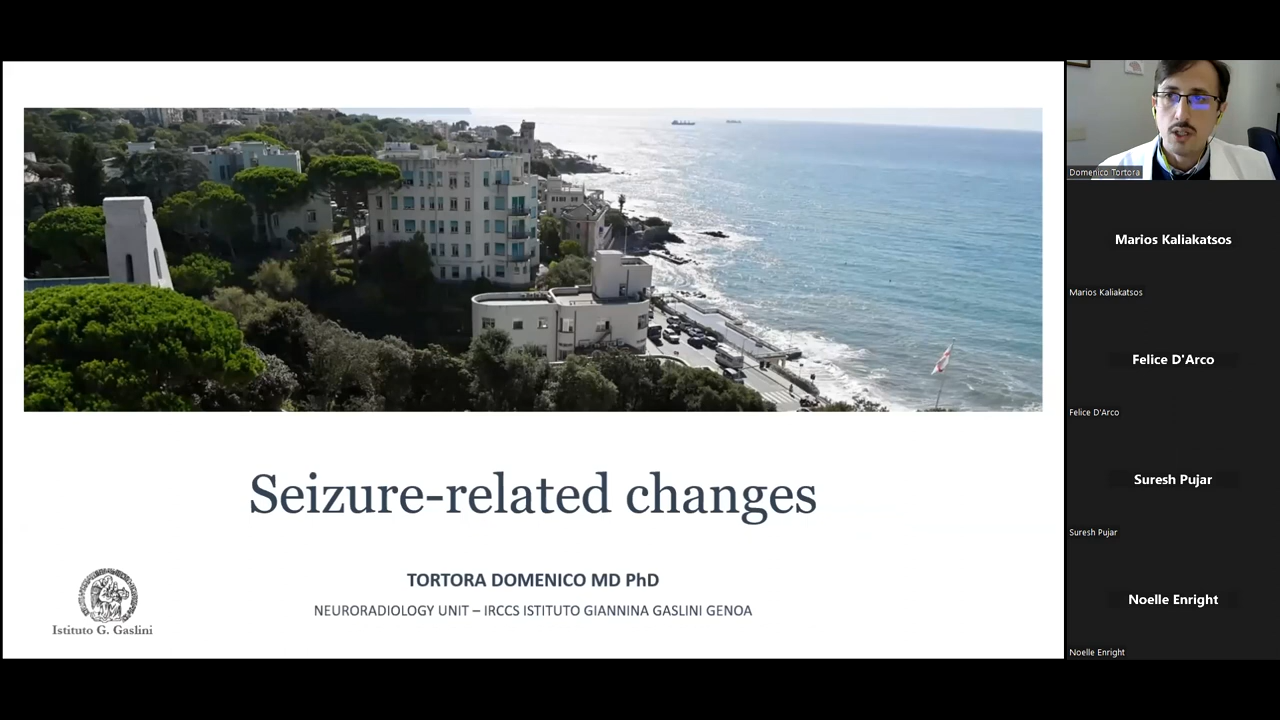 Seizure-related changes
TORTORA DOMENICO MD PhD
NEURORADIOLOGY UNIT – IRCCS ISTITUTO GIANNINA GASLINI GENOA
Istituto G. Gaslini
Domenico Tortora
Marios Kaliakatsos
Marios Kaliakatsos
Felice D'Arco
Felice D'Arco
Suresh Pujar
Suresh Pujar
Noelle Enright
Noelle Enright